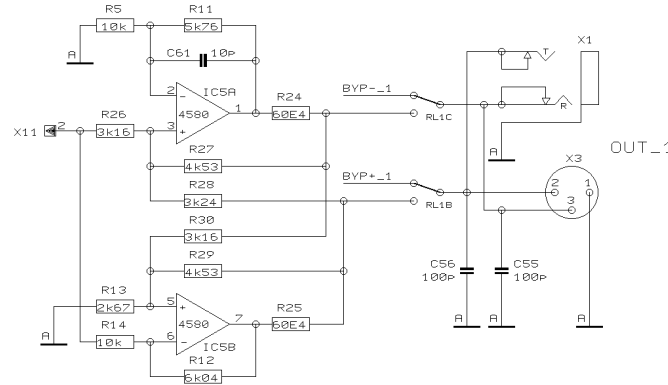 R5
10k
R11
5k76
A
C61
10p
X1
T
R
A
2
-
IC5A
4580
1
3
+
R24
60E4
BYP-_1
RL1C
X11
2
R26
3k16
R27
4k53
R28
3k24
BYP+_1
RL1B
X3
2
1
3
R30
3k16
R29
4k53
C56
100p
C55
100p
R13
2k67
5
+
4580
7
R25
60E4
A
R14
10k
6
-
IC5B
R12
6k04
A
A
A